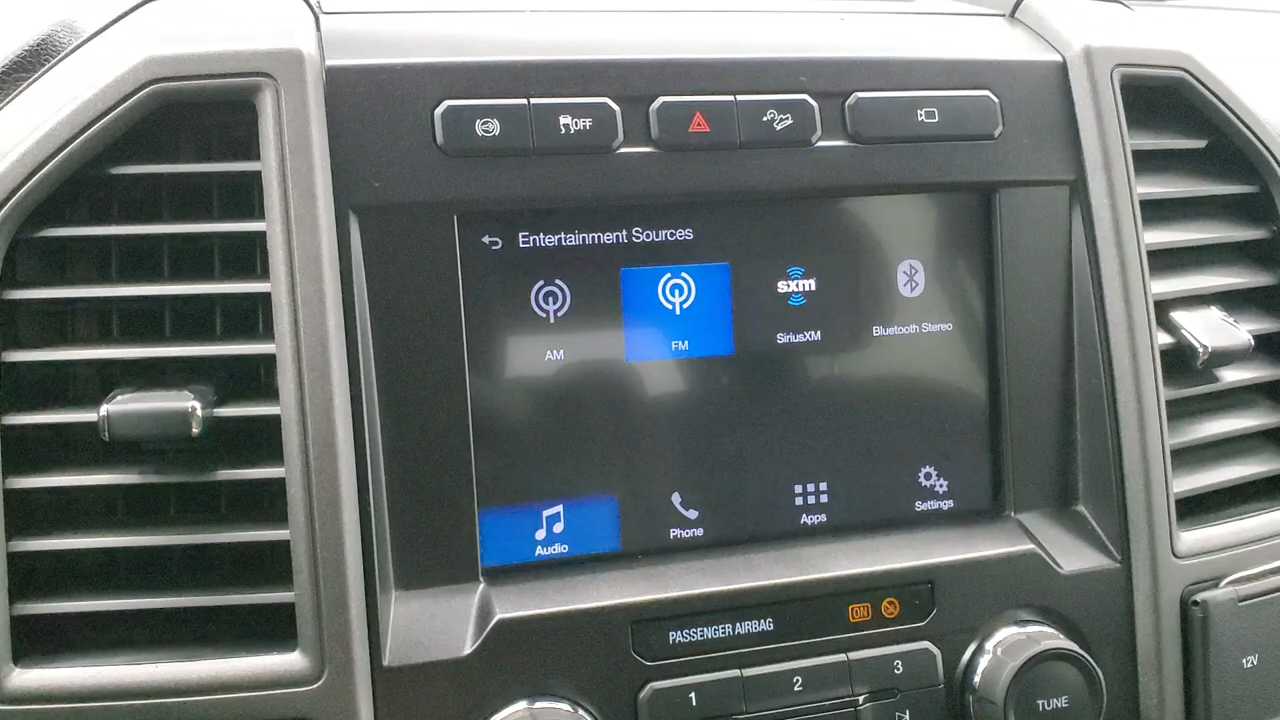 OFF
Entertainment Sources
AM
FM
sxm
SiriusXM
Bluetooth Stereo
Audio
Phone
Apps
Settings
PASSENGER AIRBAG
ON
1
2
3
TUNE
12V